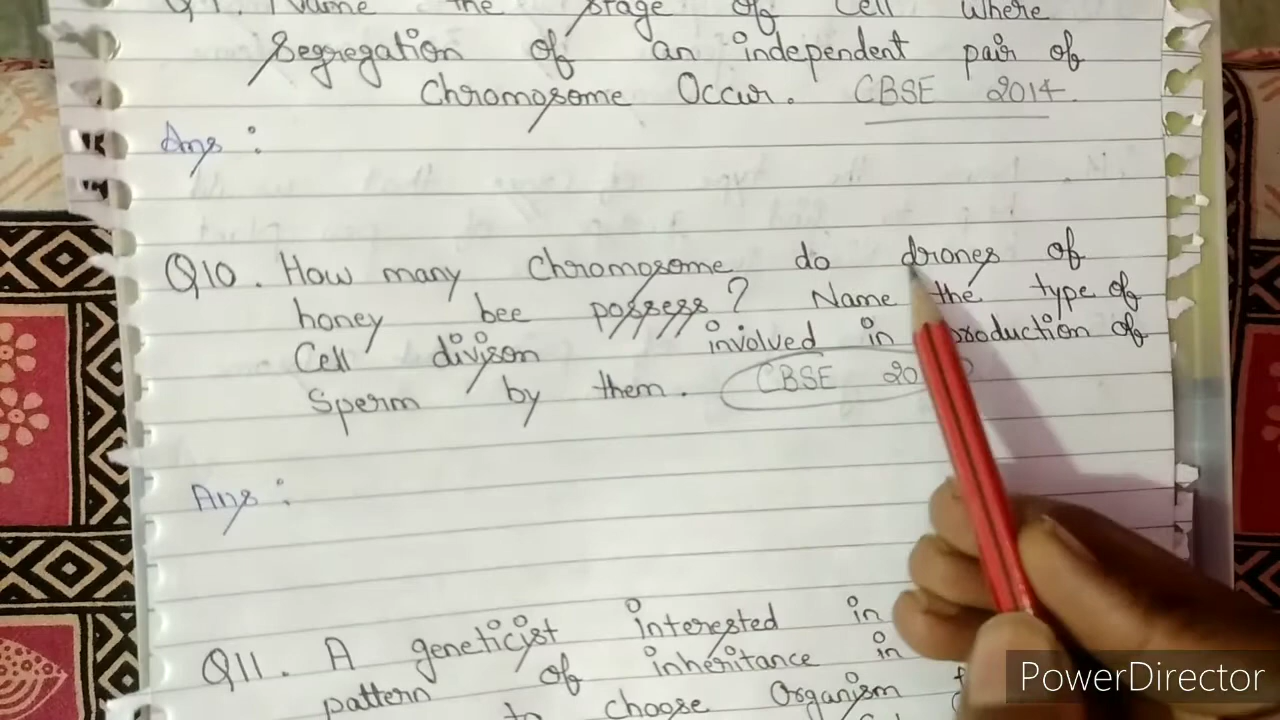 Name the stage of cell where
segregation of an independent pair of
chromosome Occur. CBSE 2014
Ans :
Q10. How many chromosome do drones of
honey bee possess? Name the type of
Cell divison involved in production of
Sperm by them. CBSE
Ans :
Q11. A geneticist interested in
pattern of inheritance in
to choose Organism
PowerDirector